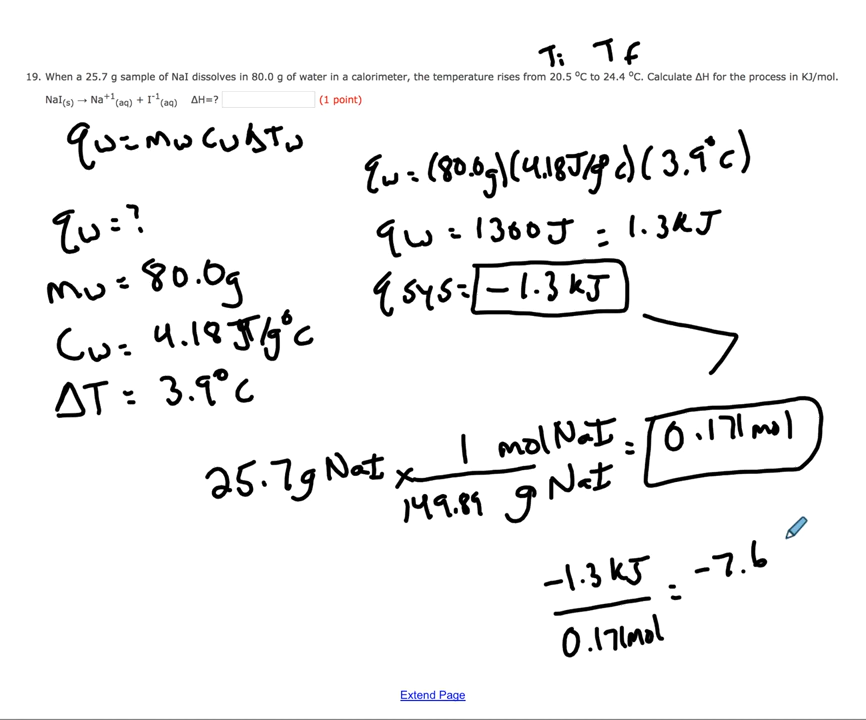 Ti Tf
19. When a 25.7 g sample of NaI dissolves in 80.0 g of water in a calorimeter, the temperature rises from 20.5 °C to 24.4 °C. Calculate ΔH for the process in KJ/mol.
NaI(s) → Na+1(aq) + I-1(aq) ΔH=? (1 point)
qw = mw cw ΔTw
qw = (80.0g)(4.18J/g°C)(3.9°C)
qw = ?
qw = 1300J = 1.3kJ
mw = 80.0g
qsys = -1.3 kJ
Cw = 4.18 J/g°C
ΔT = 3.9°C
25.7g NaI × 1 mol NaI / 149.89 g NaI = 0.171 mol
-1.3 kJ / 0.171mol = -7.6
Extend Page